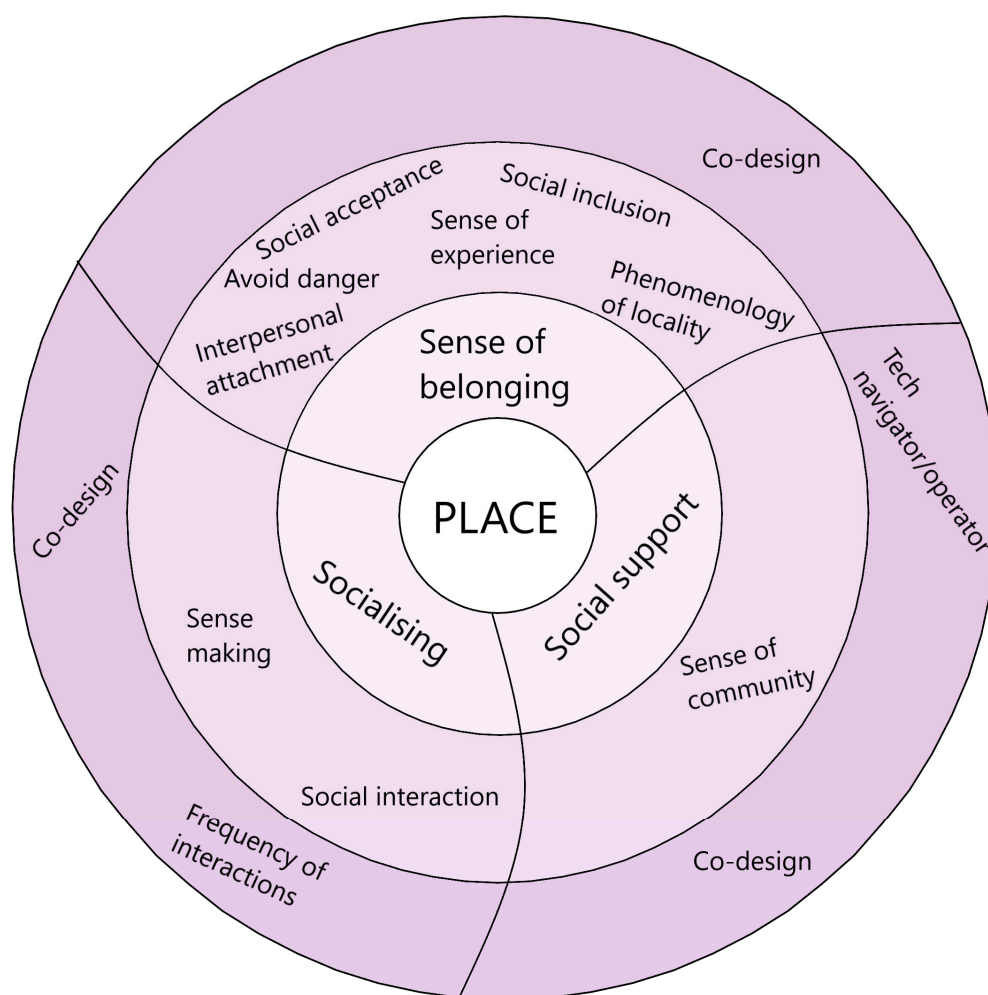 Co-design
Social acceptance
Social inclusion
Sense of
experience
Avoid danger
Phenomenology
of locality
Interpersonal
attachment
Sense of
belonging
Tech
navigator/operator
Co-design
PLACE
Socialising
Social support
Sense
making
Sense of
community
Social interaction
Frequency of
interactions
Co-design